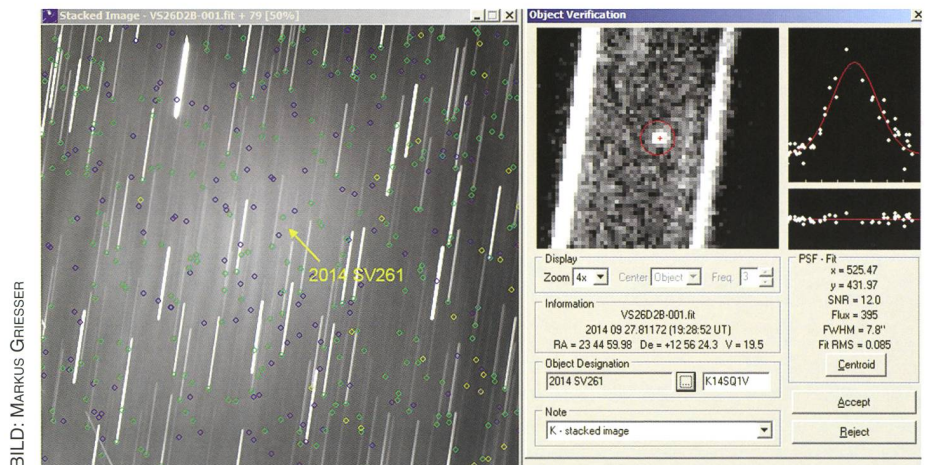 Stacked Image - VS26D2B-001.fit + 79 [50%]
2014 SV261
BILD: MARKUS GRIESSER
Object Verification
Display
Zoom 4x Center Object Freq. 3
Information
VS26D2B-001.fit
2014 09 27.81172 (19:28:52 UT)
RA = 23 44 59.98 De = +12 56 24.3 V = 19.5
Object Designation
2014 SV261 ... K14SQ1V
Note
K - stacked image
PSF - Fit
x = 525.47
y = 431.97
SNR = 12.0
Flux = 395
FWHM = 7.8"
Fit RMS = 0.085
Centroid
Accept
Reject